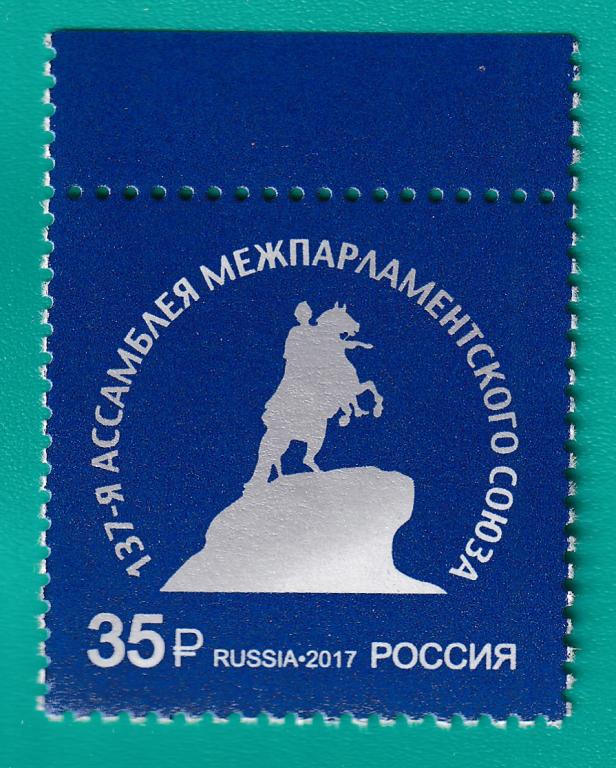 137-Я АССАМБЛЕЯ МЕЖПАРЛАМЕНТСКОГО СОЮЗА
35₽ RUSSIA•2017 РОССИЯ